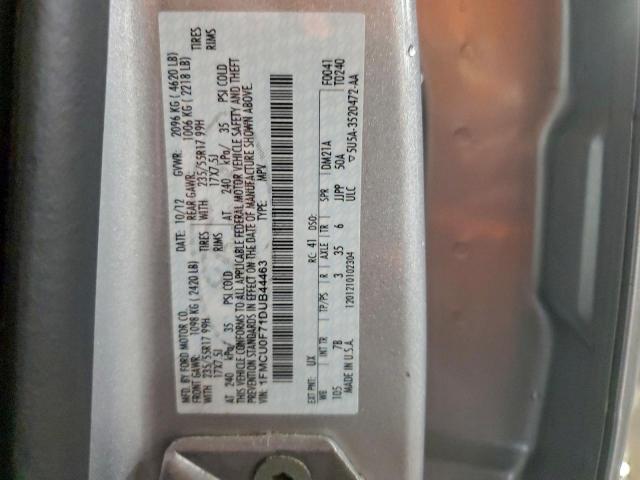 MFD. BY FORD MOTOR CO.
DATE: 10/12 GVWR: 2096 KG ( 4620 LB)
FRONT GAWR: 1098 KG (2420 LB) REAR GAWR: 1006 KG (2218 LB)
235/55R17 99H TIRES WITH 235/55R17 99H TIRES
17X7.5J RIMS 17X7.5J RIMS
AT 240 kPa/ 35 PSI COLD AT 240 kPa/ 35 PSI COLD
THIS VEHICLE CONFORMS TO ALL APPLICABLE FEDERAL MOTOR VEHICLE SAFETY AND THEFT
PREVENTION STANDARDS IN EFFECT ON THE DATE OF MANUFACTURE SHOWN ABOVE.
VIN: 1FMCU0F71DUB44463 TYPE: MPV
EXT PNT: UX RC: 41 DSO: F0041
WB INT TR TP/PS R AXLE TR SPR DM21A T0240
105 7B 3 35 6 JJPP 50A
MADE IN U.S.A. 1201210102304 ULC ▽5U5A-3520472-AA